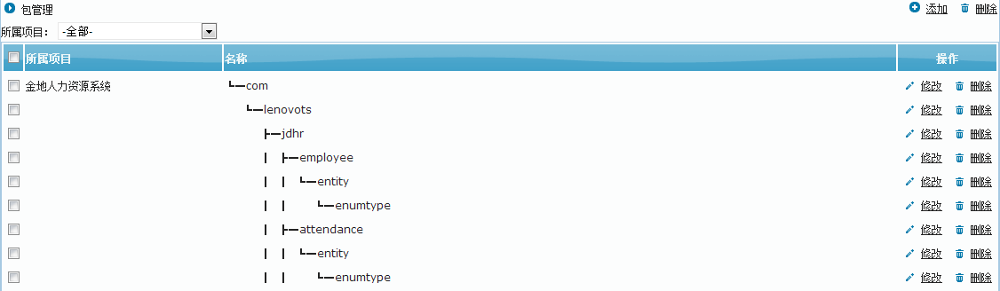 包管理 添加 删除
所属项目： -全部-
所属项目 名称 操作
金地人力资源系统 com 修改 删除
lenovots 修改 删除
jdhr 修改 删除
employee 修改 删除
entity 修改 删除
enumtype 修改 删除
attendance 修改 删除
entity 修改 删除
enumtype 修改 删除